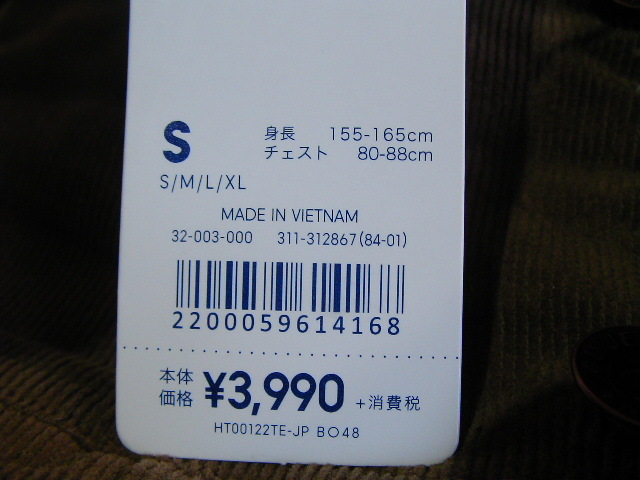 S
身長 155-165cm
チェスト 80-88cm
S/M/L/XL
MADE IN VIETNAM
32-003-000 311-312867(84-01)
2200059614168
本体
価格 ¥3,990 +消費税
HT00122TE-JP BO48